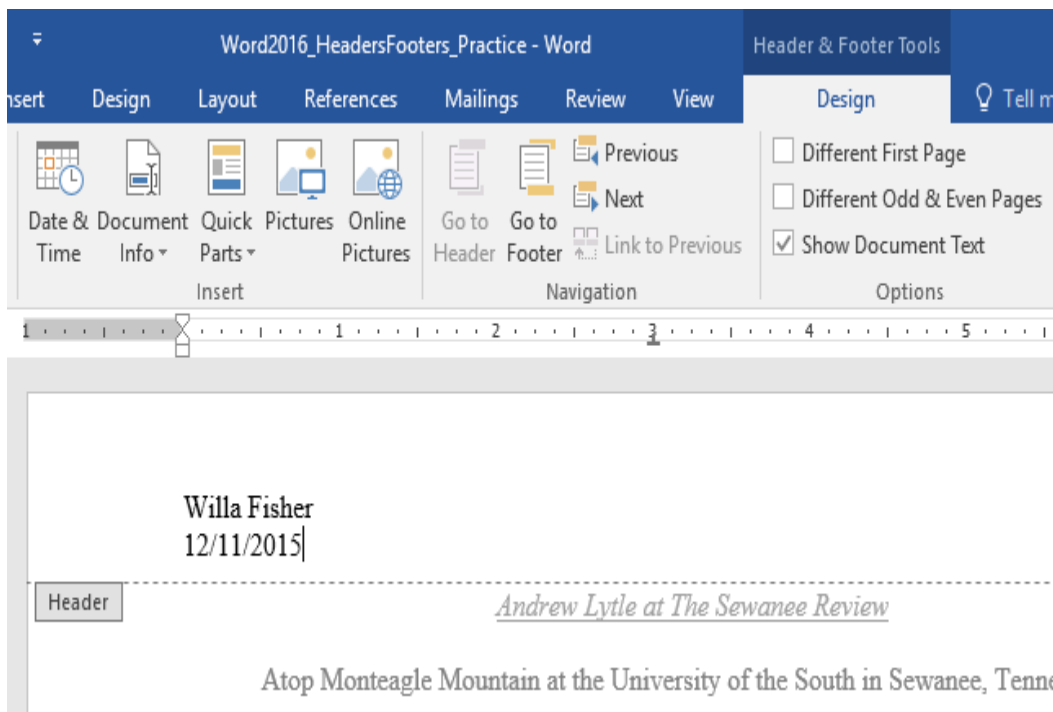 Word2016_HeadersFooters_Practice - Word Header & Footer Tools
nsert Design Layout References Mailings Review View Design Tell m
Previous Different First Page
Next Different Odd & Even Pages
Date & Document Quick Pictures Online Go to Go to
Time Info Parts Pictures Header Footer Link to Previous Show Document Text
Insert Navigation Options
1 1 2 3 4 5
Willa Fisher
12/11/2015
Header Andrew Lytle at The Sewanee Review
Atop Monteagle Mountain at the University of the South in Sewanee, Tenne